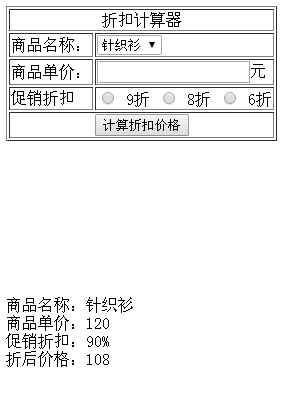 折扣计算器
商品名称： 针织衫
商品单价： 元
促销折扣 9折 8折 6折
计算折扣价格
商品名称：针织衫
商品单价：120
促销折扣：90%
折后价格：108